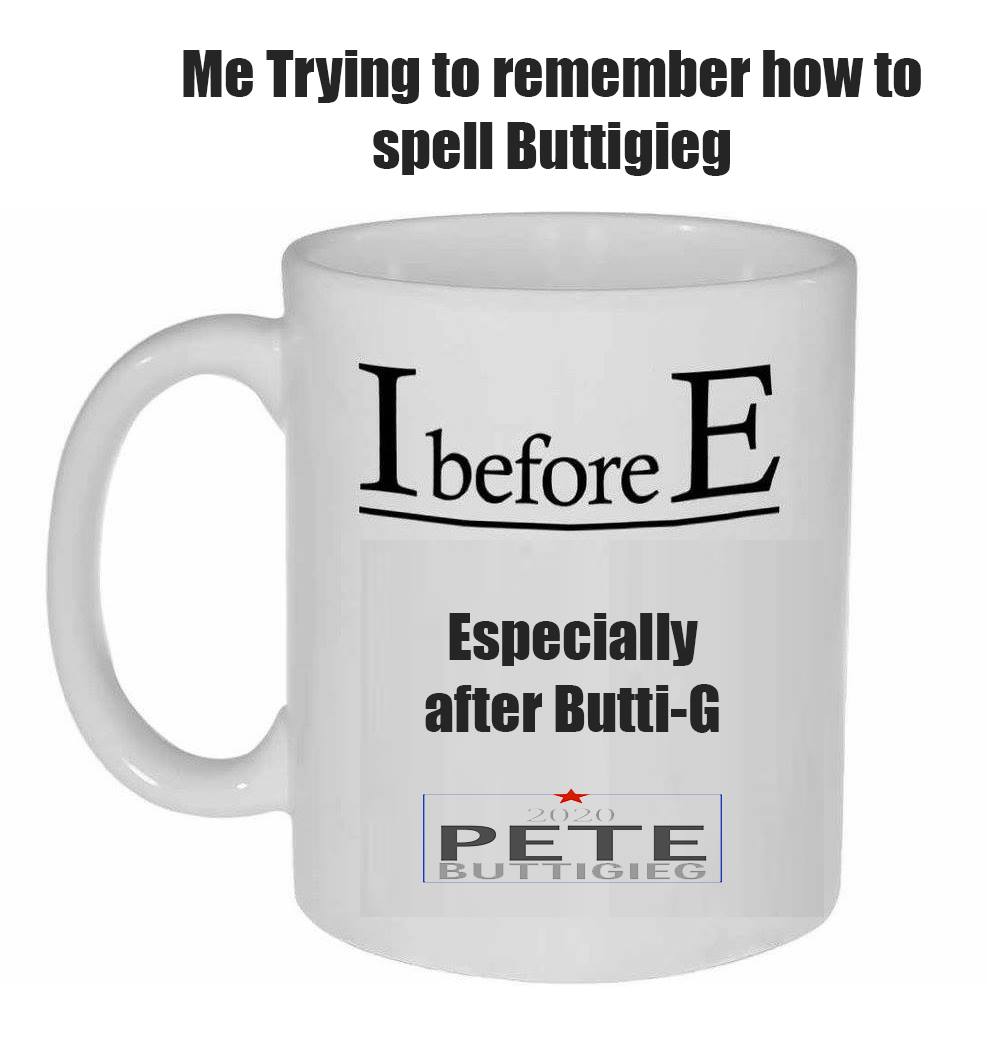 Me Trying to remember how to
spell Buttigieg
I before E
Especially
after Butti-G
2020
PETE
BUTTIGIEG